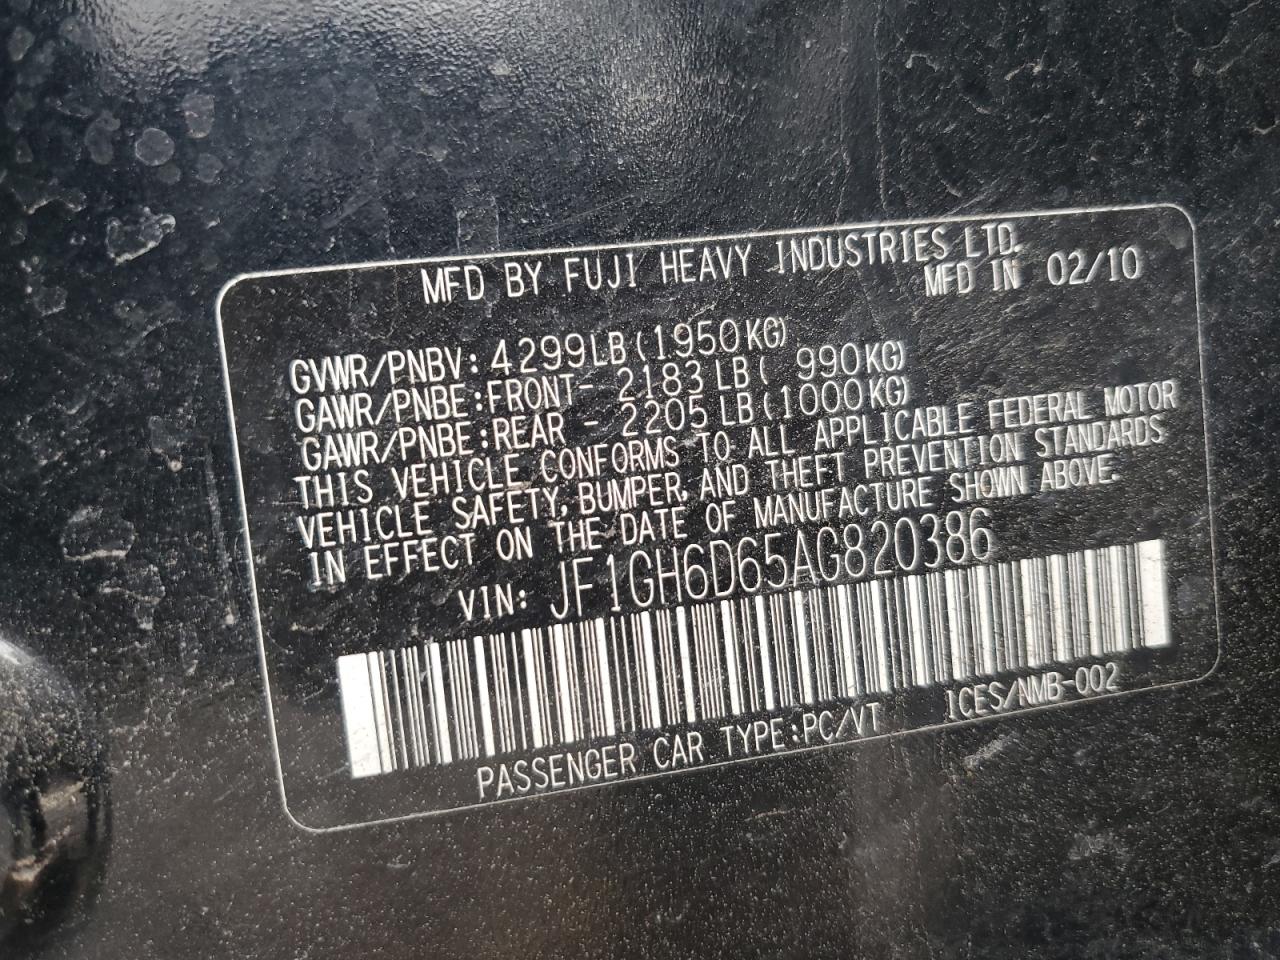 MFD BY FUJI HEAVY INDUSTRIES LTD.
MFD IN 02/10
GVWR/PNBV: 4299LB(1950KG)
GAWR/PNBE:FRONT- 2183LB( 990KG)
GAWR/PNBE:REAR - 2205LB(1000KG)
THIS VEHICLE CONFORMS TO ALL APPLICABLE FEDERAL MOTOR
VEHICLE SAFETY, BUMPER, AND THEFT PREVENTION STANDARDS
IN EFFECT ON THE DATE OF MANUFACTURE SHOWN ABOVE.
VIN: JF1GH6D65AG820386
PASSENGER CAR TYPE:PC/VT ICES/NMB-002